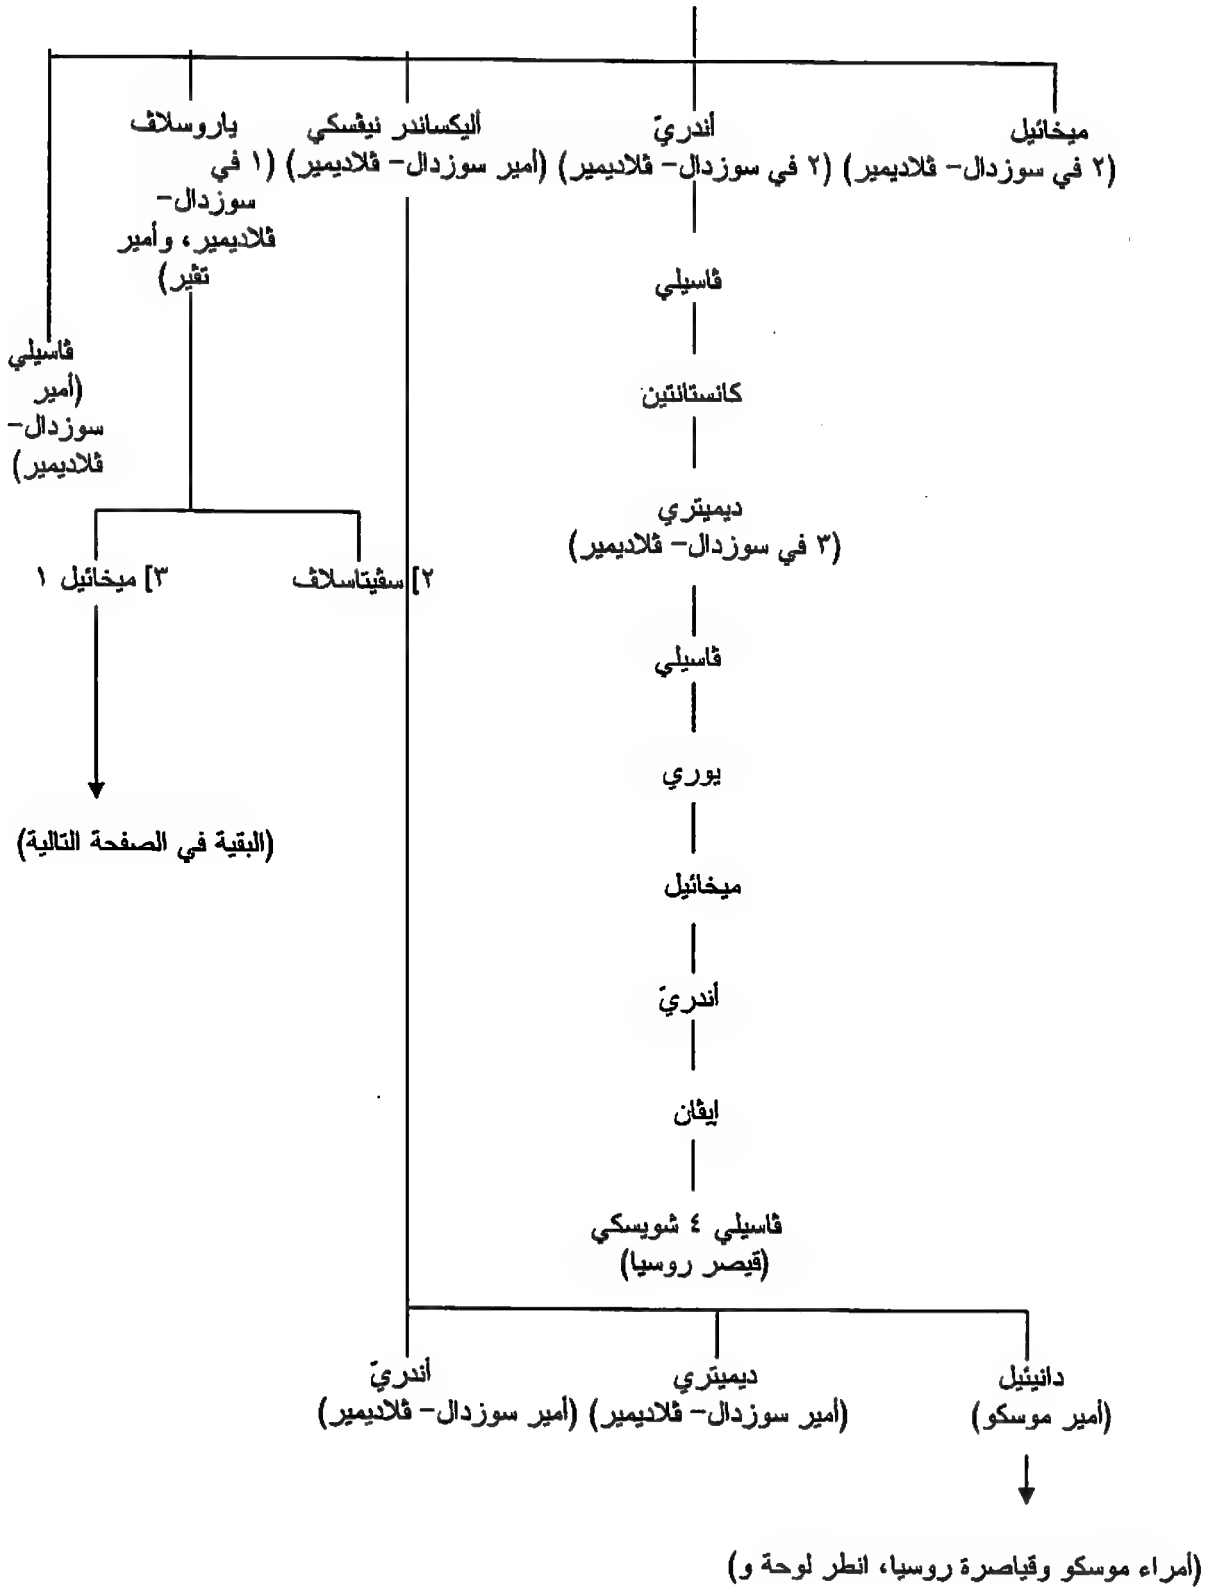 ميخائيل
(٢ في سوزدال- ڤلاديمير)
أندريّ
(٢ في سوزدال- ڤلاديمير)
أليكساندر نيڤسكي
(أمير سوزدال- ڤلاديمير)
ياروسلاڤ
(١ في
سوزدال-
ڤلاديمير، وأمير
تڤير)
ڤاسيلي
(أمير
سوزدال-
ڤلاديمير)
ڤاسيلي
كانستانتين
ديميتري
(٣ في سوزدال- ڤلاديمير)
ڤاسيلي
يوري
ميخائيل
أندريّ
إيڤان
ڤاسيلي ٤ شويسكي
(قيصر روسيا)
٢] سڤيتاسلاڤ
٣] ميخائيل ١
(البقية في الصفحة التالية)
دانيئيل
(أمير موسكو)
ديميتري
(أمير سوزدال- ڤلاديمير)
أندريّ
(أمير سوزدال- ڤلاديمير)
(أمراء موسكو وقياصرة روسيا، انطر لوحة و)